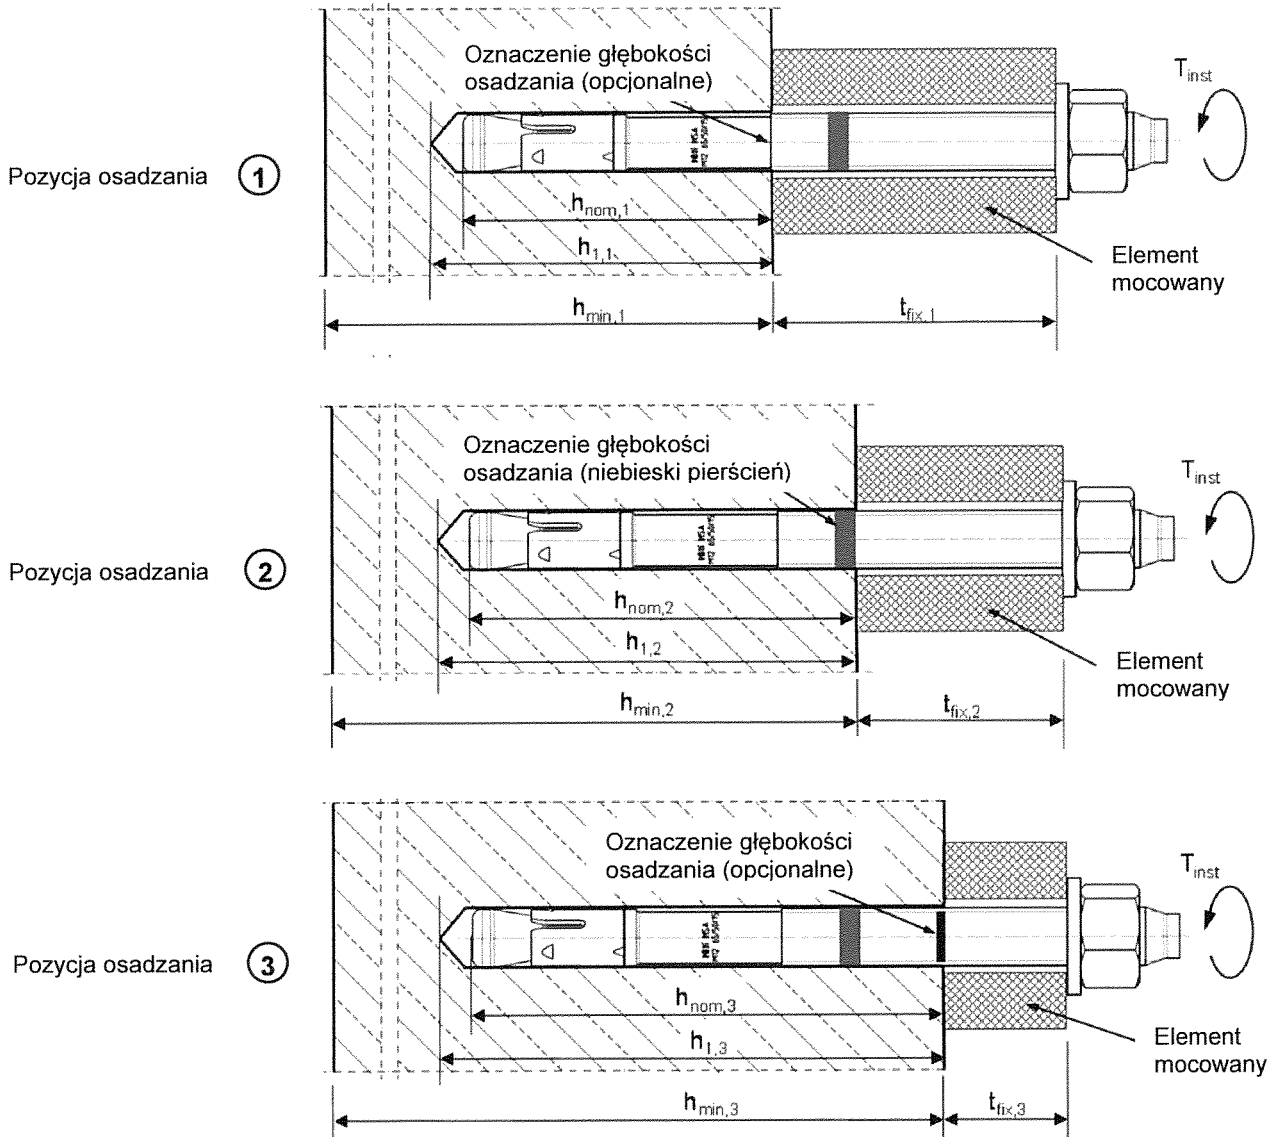 Oznaczenie głębokości
osadzania (opcjonalne)
T inst
Pozycja osadzania 1
h nom,1
h 1,1
Element
mocowany
h min,1
t fix,1
Oznaczenie głębokości
osadzania (niebieski pierścień)
T inst
Pozycja osadzania 2
h nom,2
h 1,2
Element
mocowany
h min,2
t fix,2
Oznaczenie głębokości
osadzania (opcjonalne)
T inst
Pozycja osadzania 3
h nom,3
h 1,3
Element
mocowany
h min,3
t fix,3